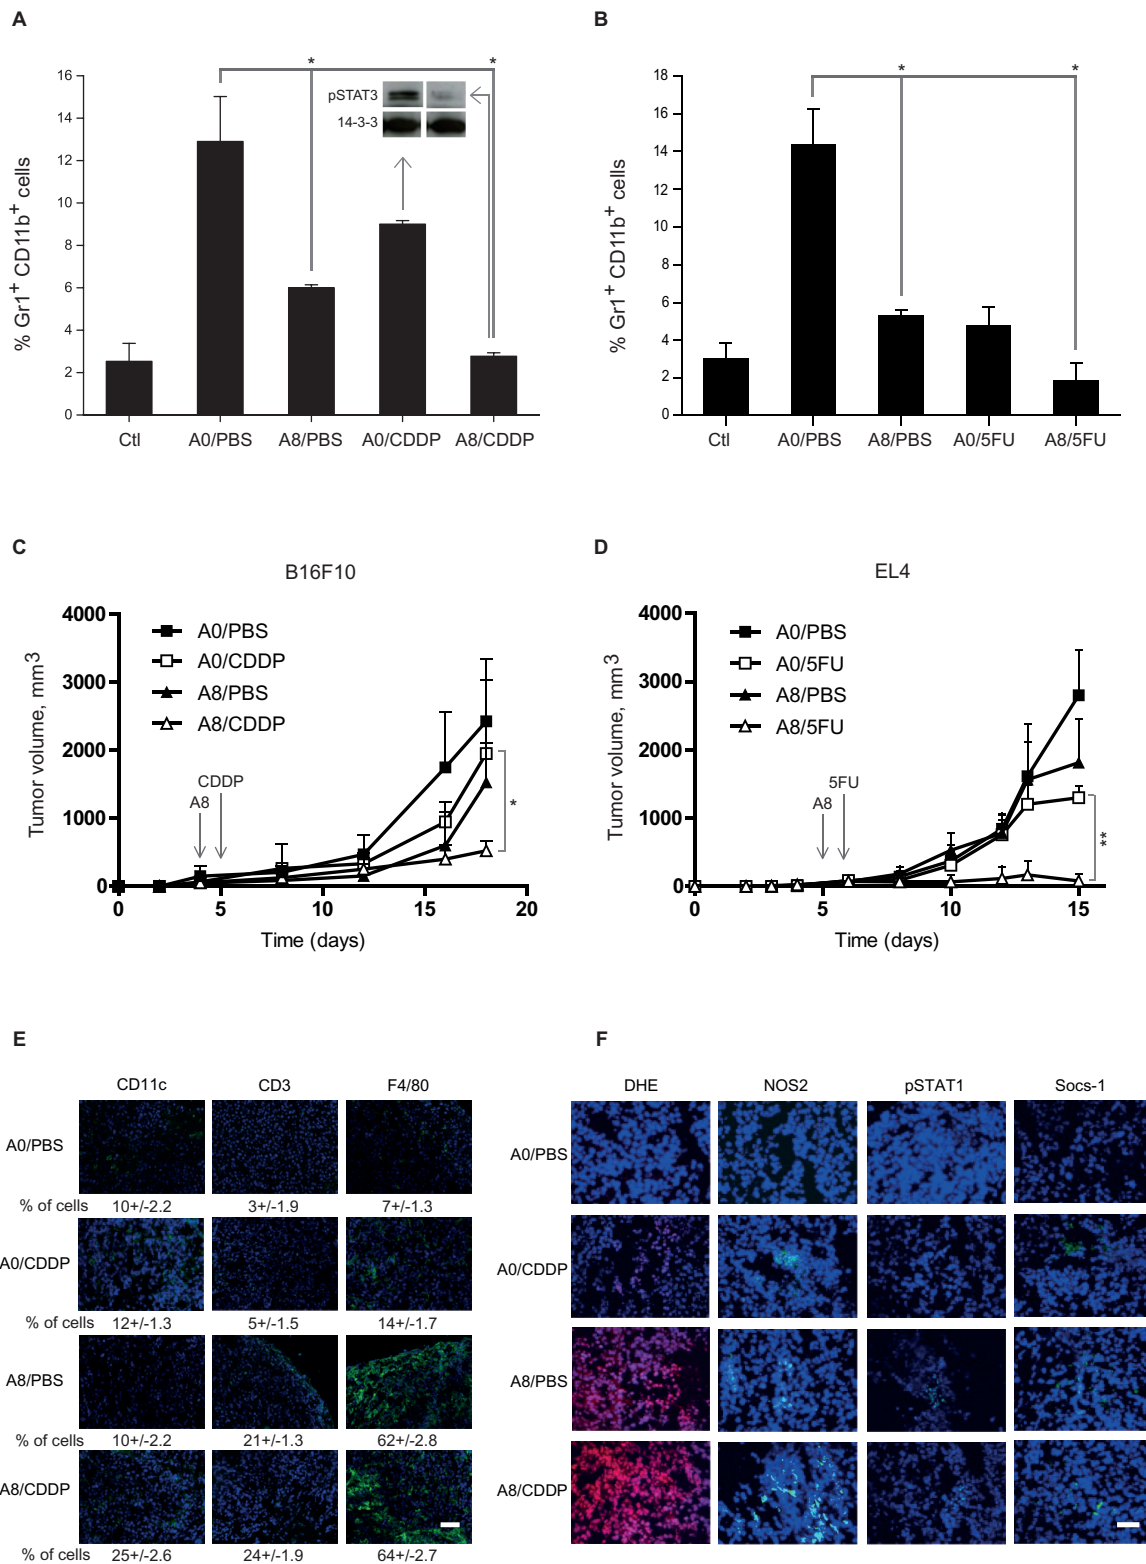 A
% Gr1+ CD11b+ cells
16
14
12
10
8
6
4
2
0
* *
pSTAT3
14-3-3
Ctl A0/PBS A8/PBS A0/CDDP A8/CDDP
B
% Gr1+ CD11b+ cells
18
16
14
12
10
8
6
4
2
0
* *
Ctl A0/PBS A8/PBS A0/5FU A8/5FU
C
B16F10
Tumor volume, mm3
4000
3000
2000
1000
0
A0/PBS
A0/CDDP
A8/PBS
A8/CDDP
CDDP
A8
*
0 5 10 15 20
Time (days)
D
EL4
Tumor volume, mm3
4000
3000
2000
1000
0
A0/PBS
A0/5FU
A8/PBS
A8/5FU
5FU
A8
**
0 5 10 15
Time (days)
E
CD11c CD3 F4/80
A0/PBS
% of cells 10+/-2.2 3+/-1.9 7+/-1.3
A0/CDDP
% of cells 12+/-1.3 5+/-1.5 14+/-1.7
A8/PBS
% of cells 10+/-2.2 21+/-1.3 62+/-2.8
A8/CDDP
% of cells 25+/-2.6 24+/-1.9 64+/-2.7
F
DHE NOS2 pSTAT1 Socs-1
A0/PBS
A0/CDDP
A8/PBS
A8/CDDP